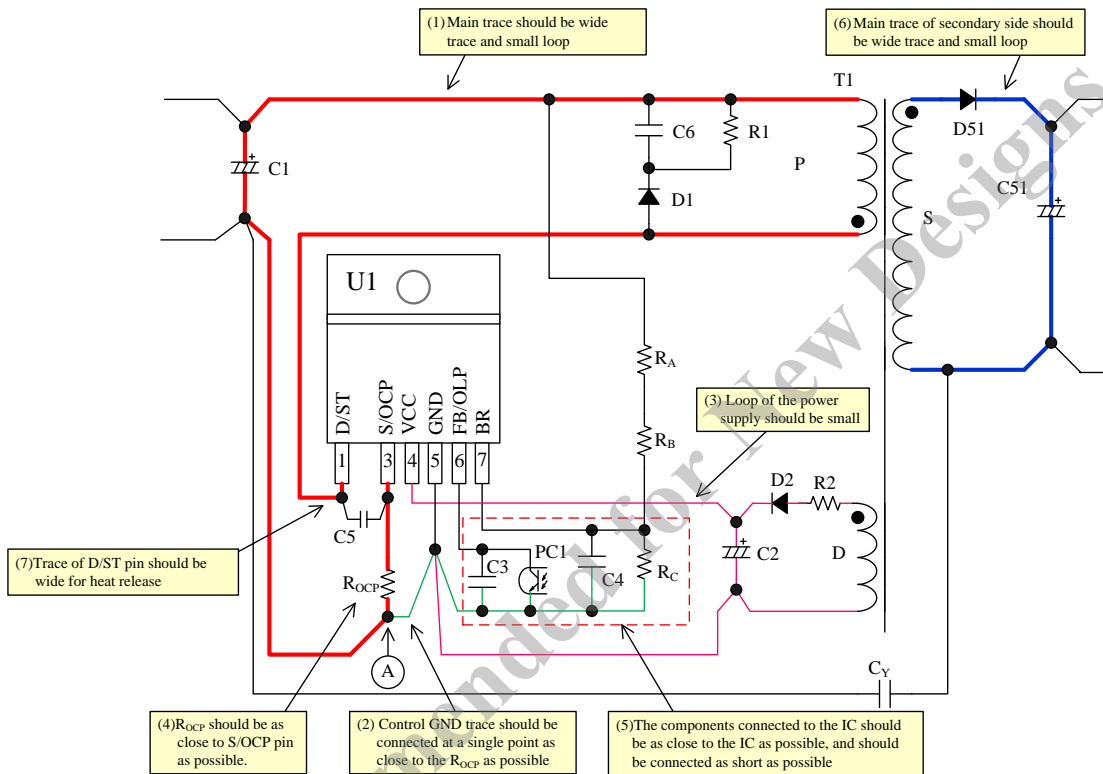 (1) Main trace should be wide
trace and small loop
(6) Main trace of secondary side should
be wide trace and small loop
T1
C6
R1
D51
C1
P
D1
C51
S
U1
RA
(3) Loop of the power
supply should be small
D/ST
S/OCP
VCC
GND
FB/OLP
BR
RB
1
3
4
5
6
7
D2
R2
C5
PC1
C2
D
(7)Trace of D/ST pin should be
wide for heat release
C3
C4
RC
ROCP
A
CY
(4)ROCP should be as
close to S/OCP pin
as possible.
(2) Control GND trace should be
connected at a single point as
close to the ROCP as possible
(5)The components connected to the IC should
be as close to the IC as possible, and should
be connected as short as possible
mended for New Designs